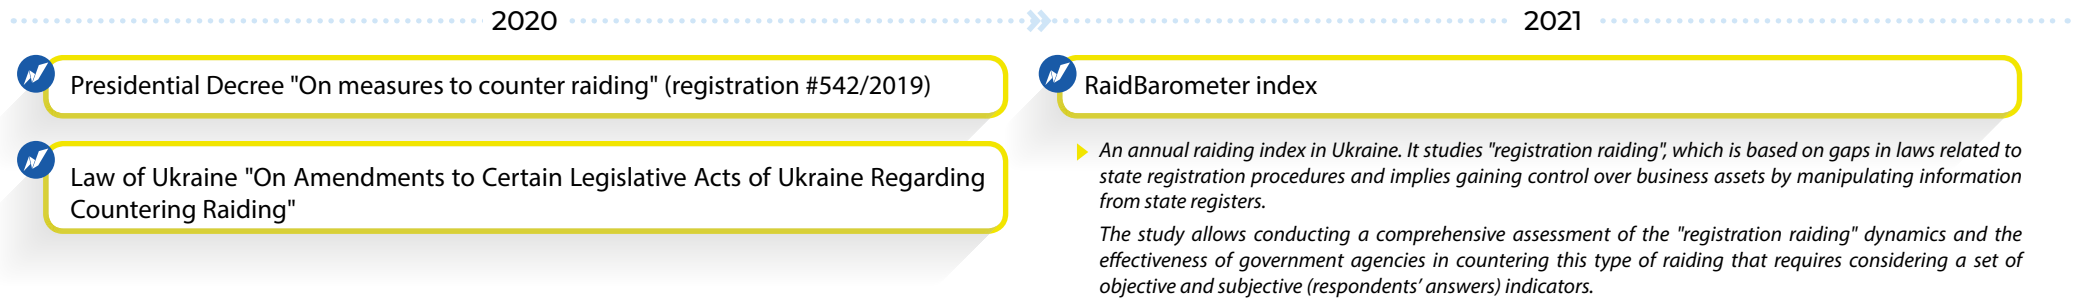 2020
Presidential Decree "On measures to counter raiding" (registration #542/2019)
Law of Ukraine "On Amendments to Certain Legislative Acts of Ukraine Regarding
Countering Raiding"
2021
RaidBarometer index
An annual raiding index in Ukraine. It studies "registration raiding", which is based on gaps in laws related to
state registration procedures and implies gaining control over business assets by manipulating information
from state registers.
The study allows conducting a comprehensive assessment of the "registration raiding" dynamics and the
effectiveness of government agencies in countering this type of raiding that requires considering a set of
objective and subjective (respondents' answers) indicators.